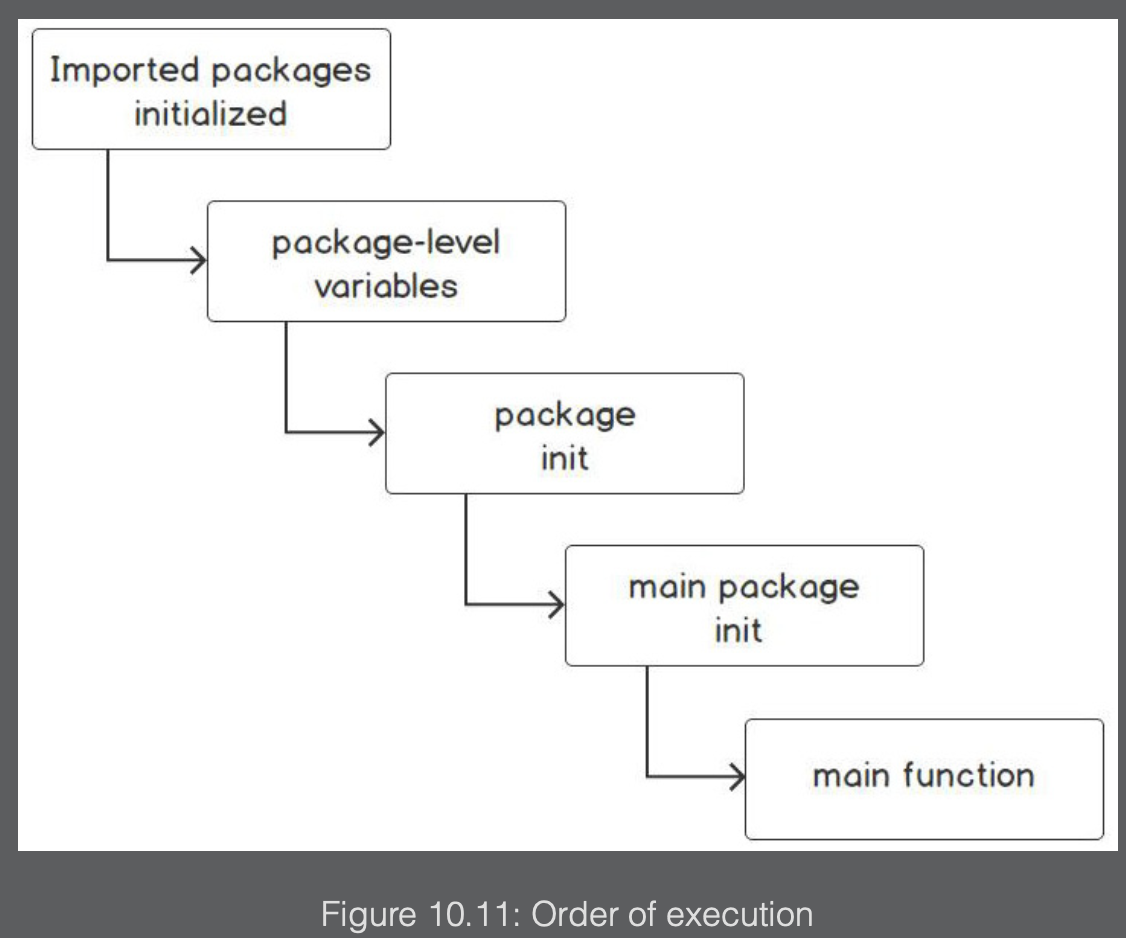 Imported packages
initialized
package-level
variables
package
init
main package
init
main function
Figure 10.11: Order of execution